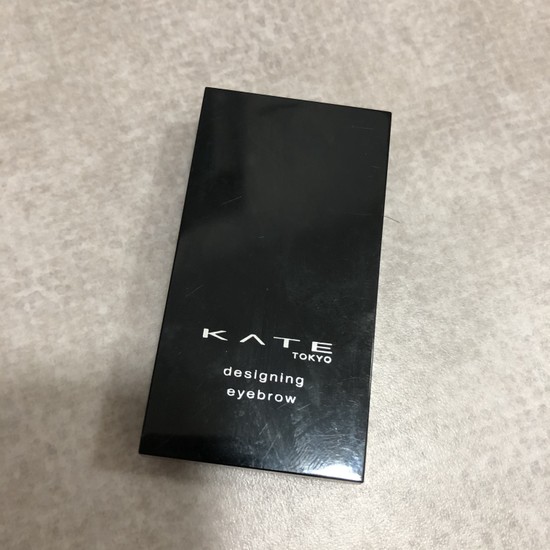 KATE
TOKYO
designing
eyebrow